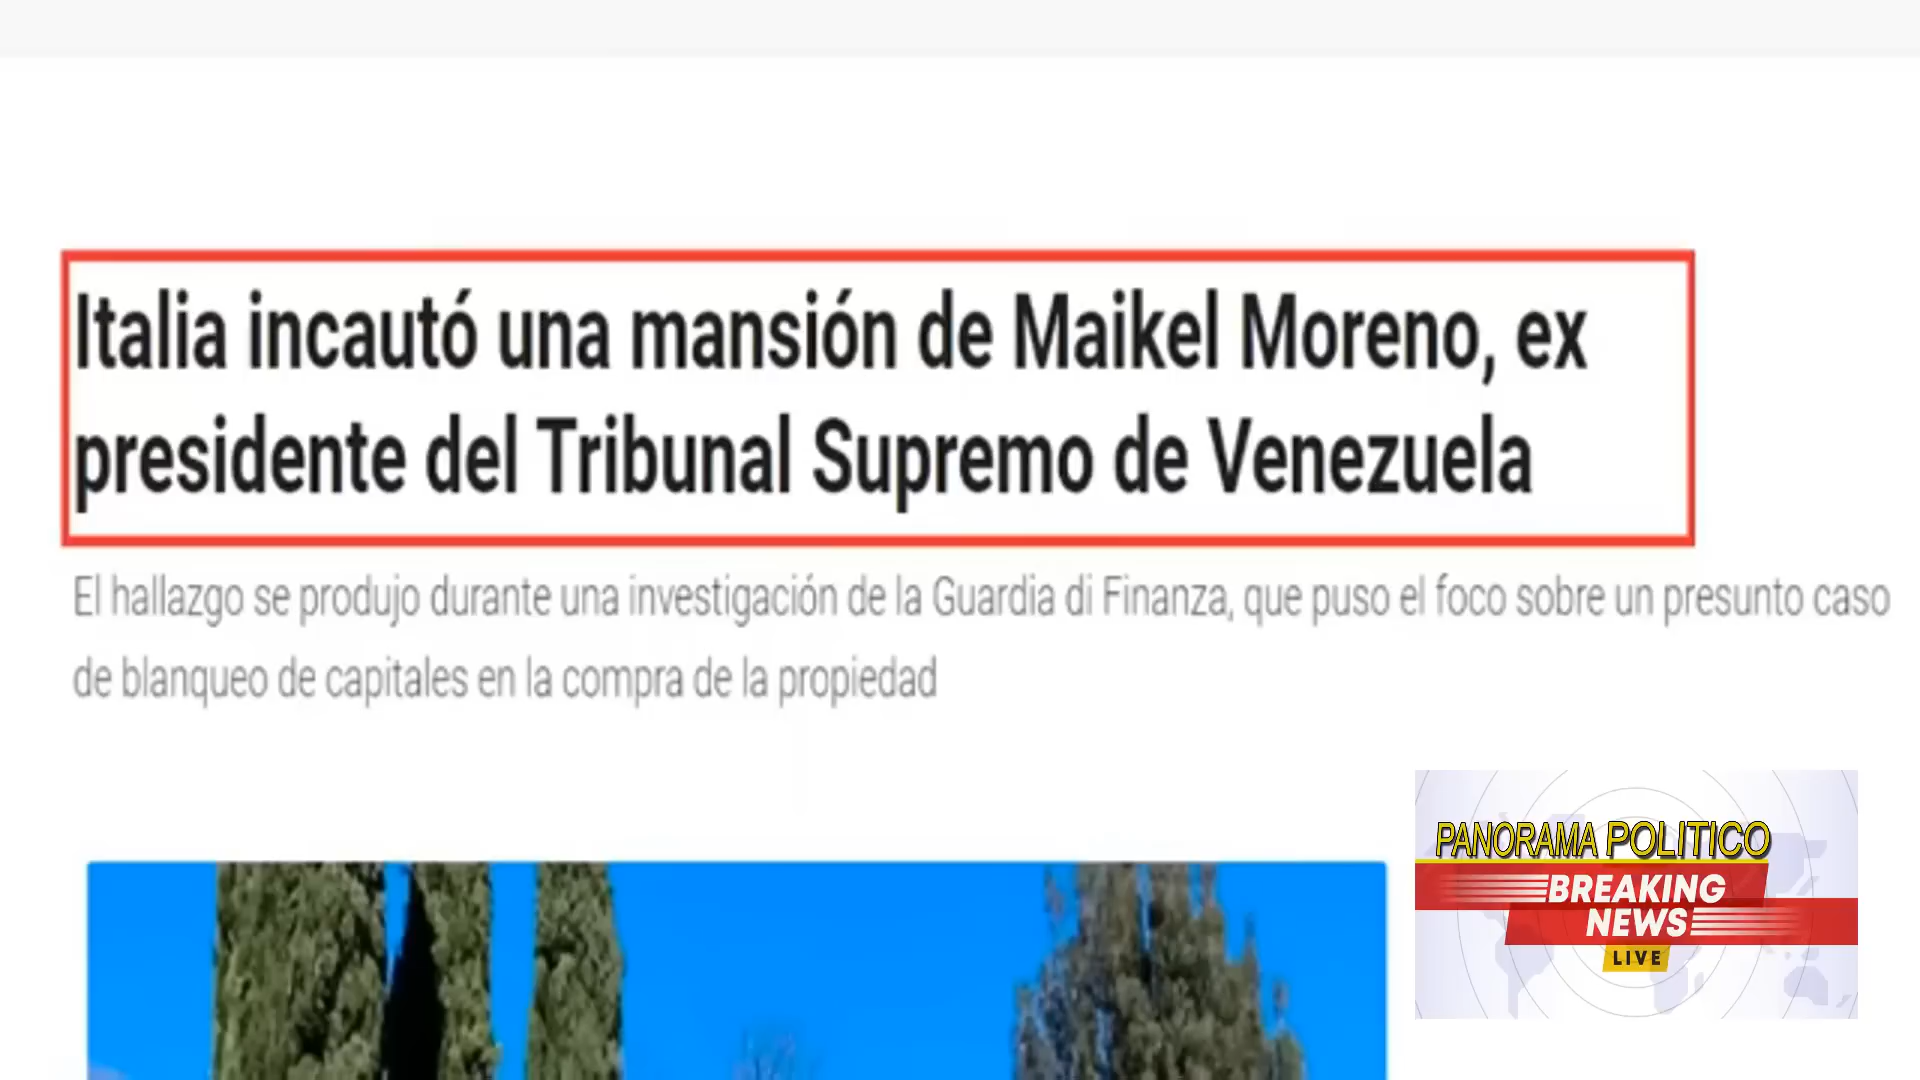 Italia incautó una mansión de Maikel Moreno, ex
presidente del Tribunal Supremo de Venezuela
El hallazgo se produjo durante una investigación de la Guardia di Finanza, que puso el foco sobre un presunto caso
de blanqueo de capitales en la compra de la propiedad
PANORAMA POLITICO
BREAKING
NEWS
LIVE